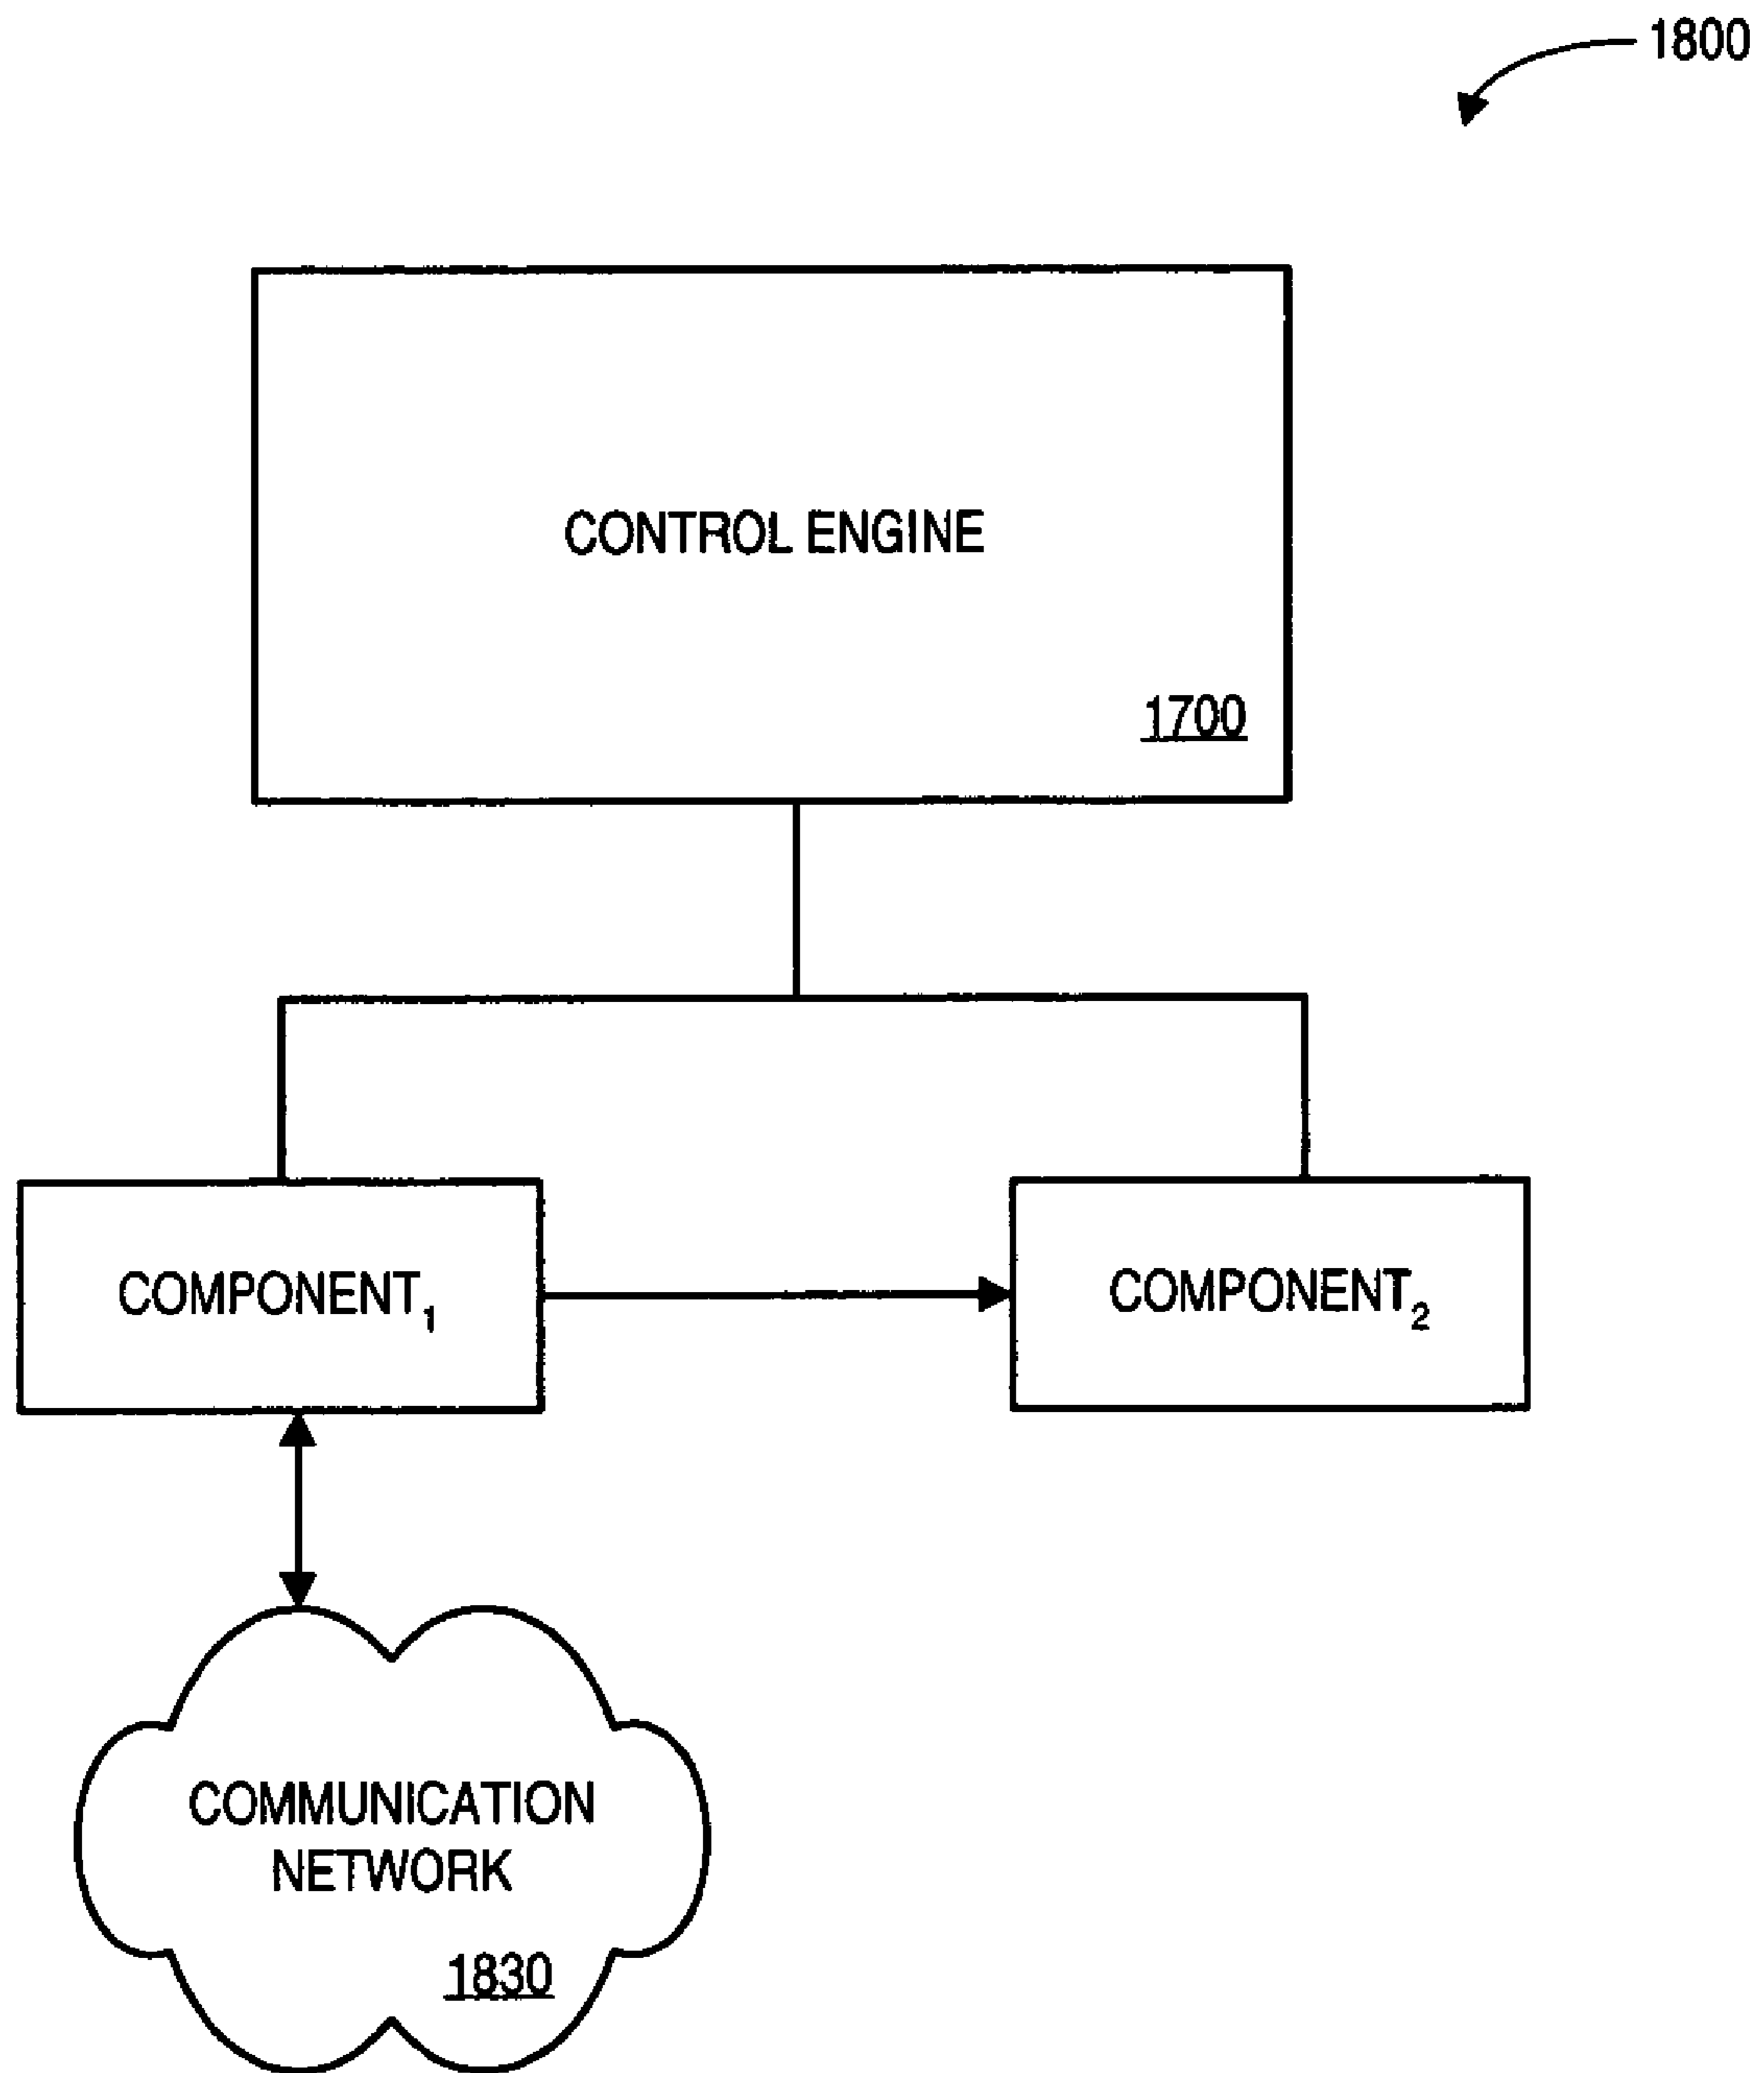 1800
CONTROL ENGINE
1700
COMPONENT₁
COMPONENT₂
COMMUNICATION
NETWORK
1830